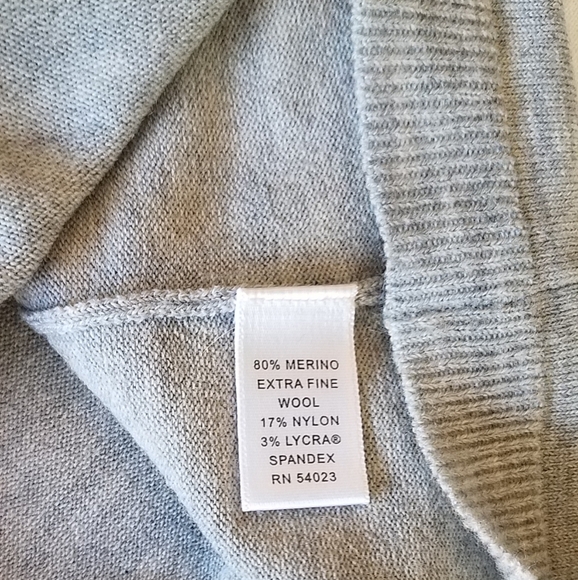 80% MERINO
EXTRA FINE
WOOL
17% NYLON
3% LYCRA®
SPANDEX
RN 54023